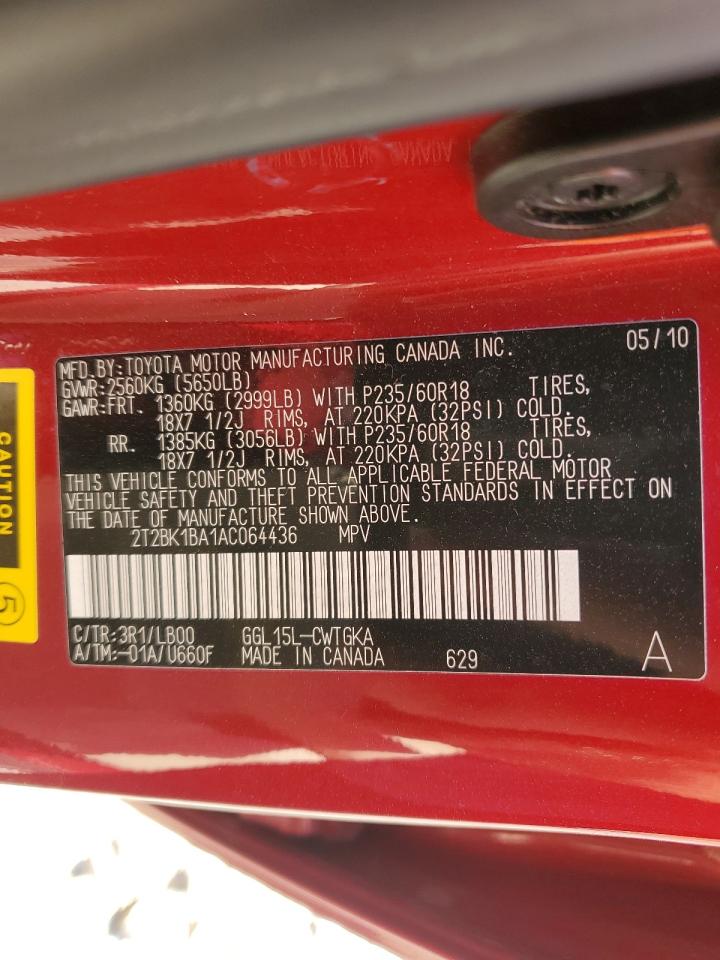 MFD.BY:TOYOTA MOTOR MANUFACTURING CANADA INC. 05/10
GVWR:2560KG (5650LB)
GAWR:FRT. 1360KG (2999LB) WITH P235/60R18 TIRES,
18X7 1/2J RIMS, AT 220KPA (32PSI) COLD.
RR. 1385KG (3056LB) WITH P235/60R18 TIRES,
18X7 1/2J RIMS, AT 220KPA (32PSI) COLD.
THIS VEHICLE CONFORMS TO ALL APPLICABLE FEDERAL MOTOR
VEHICLE SAFETY AND THEFT PREVENTION STANDARDS IN EFFECT ON
THE DATE OF MANUFACTURE SHOWN ABOVE.
2T2BK1BA1AC064436 MPV
C/TR:3R1/LB00 GGL15L-CWTGKA
A/TM:-01A/U660F MADE IN CANADA 629 A
CAUTION
5